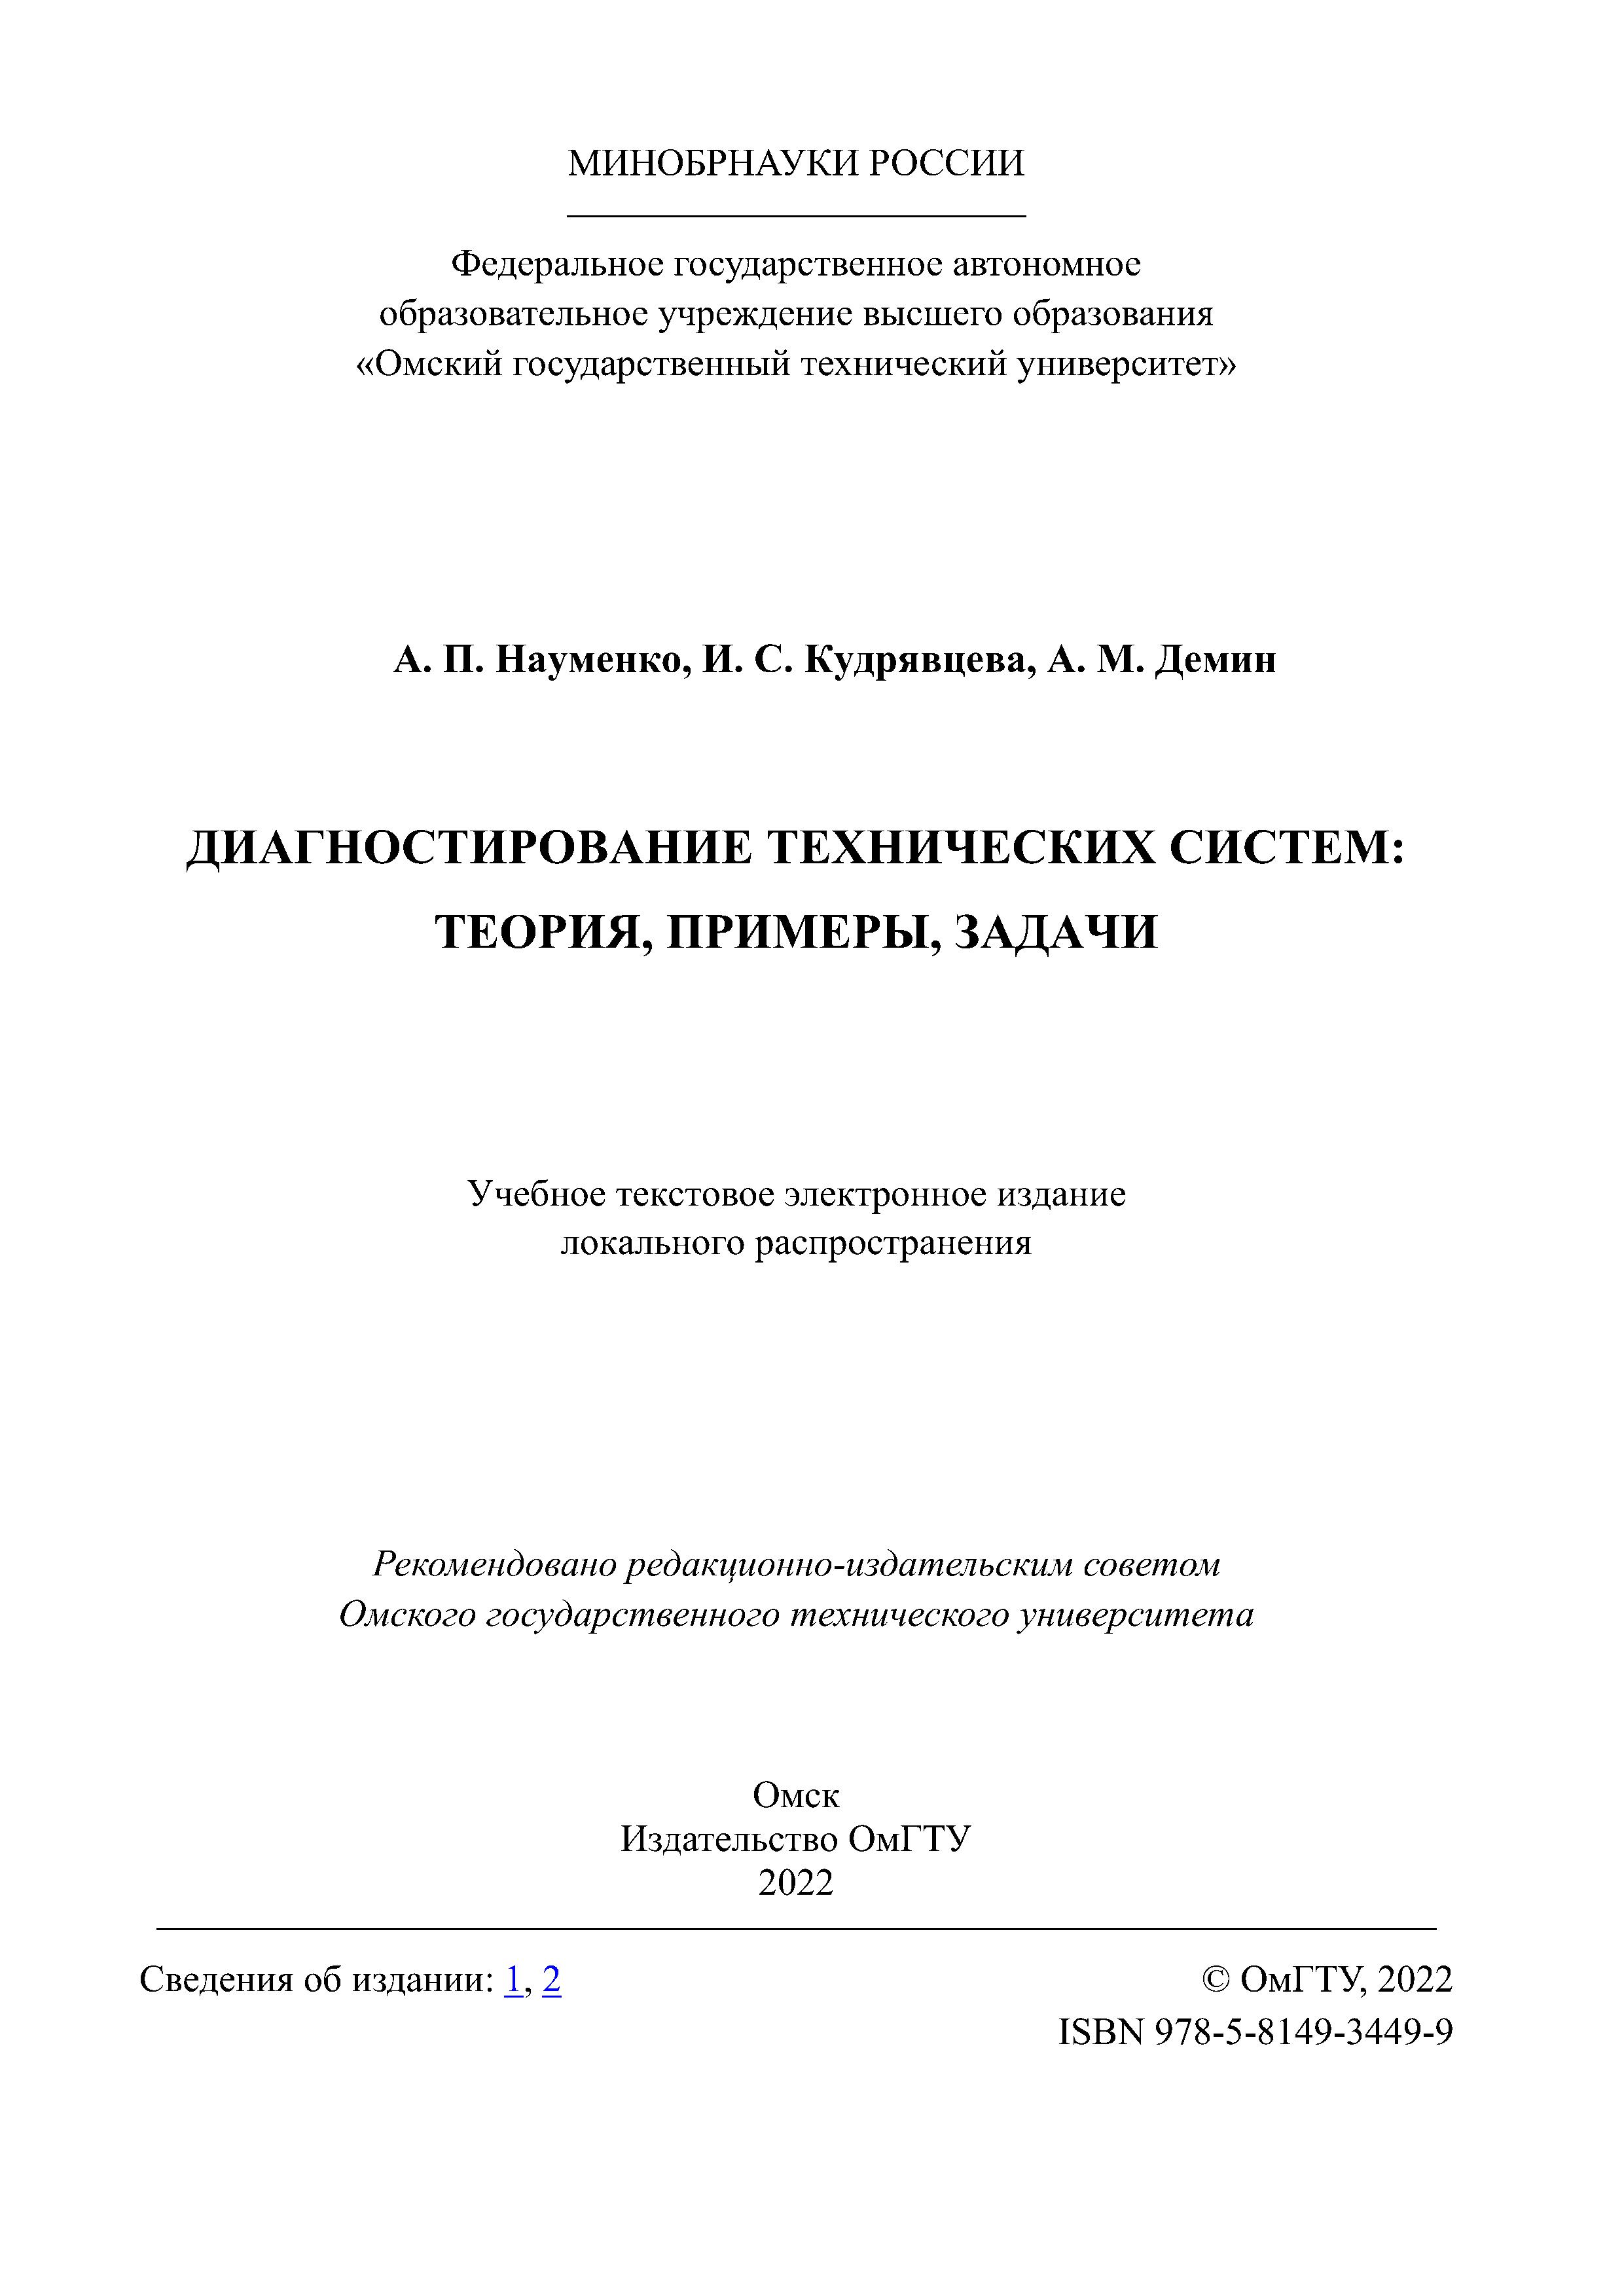 МИНОБРНАУКИ РОССИИ
Федеральное государственное автономное
образовательное учреждение высшего образования
«Омский государственный технический университет»
А. П. Науменко, И. С. Кудрявцева, А. М. Демин
ДИАГНОСТИРОВАНИЕ ТЕХНИЧЕСКИХ СИСТЕМ:
ТЕОРИЯ, ПРИМЕРЫ, ЗАДАЧИ
Учебное текстовое электронное издание
локального распространения
Рекомендовано редакционно-издательским советом
Омского государственного технического университета
Омск
Издательство ОмГТУ
2022
Сведения об издании: 1, 2
© ОмГТУ, 2022
ISBN 978-5-8149-3449-9